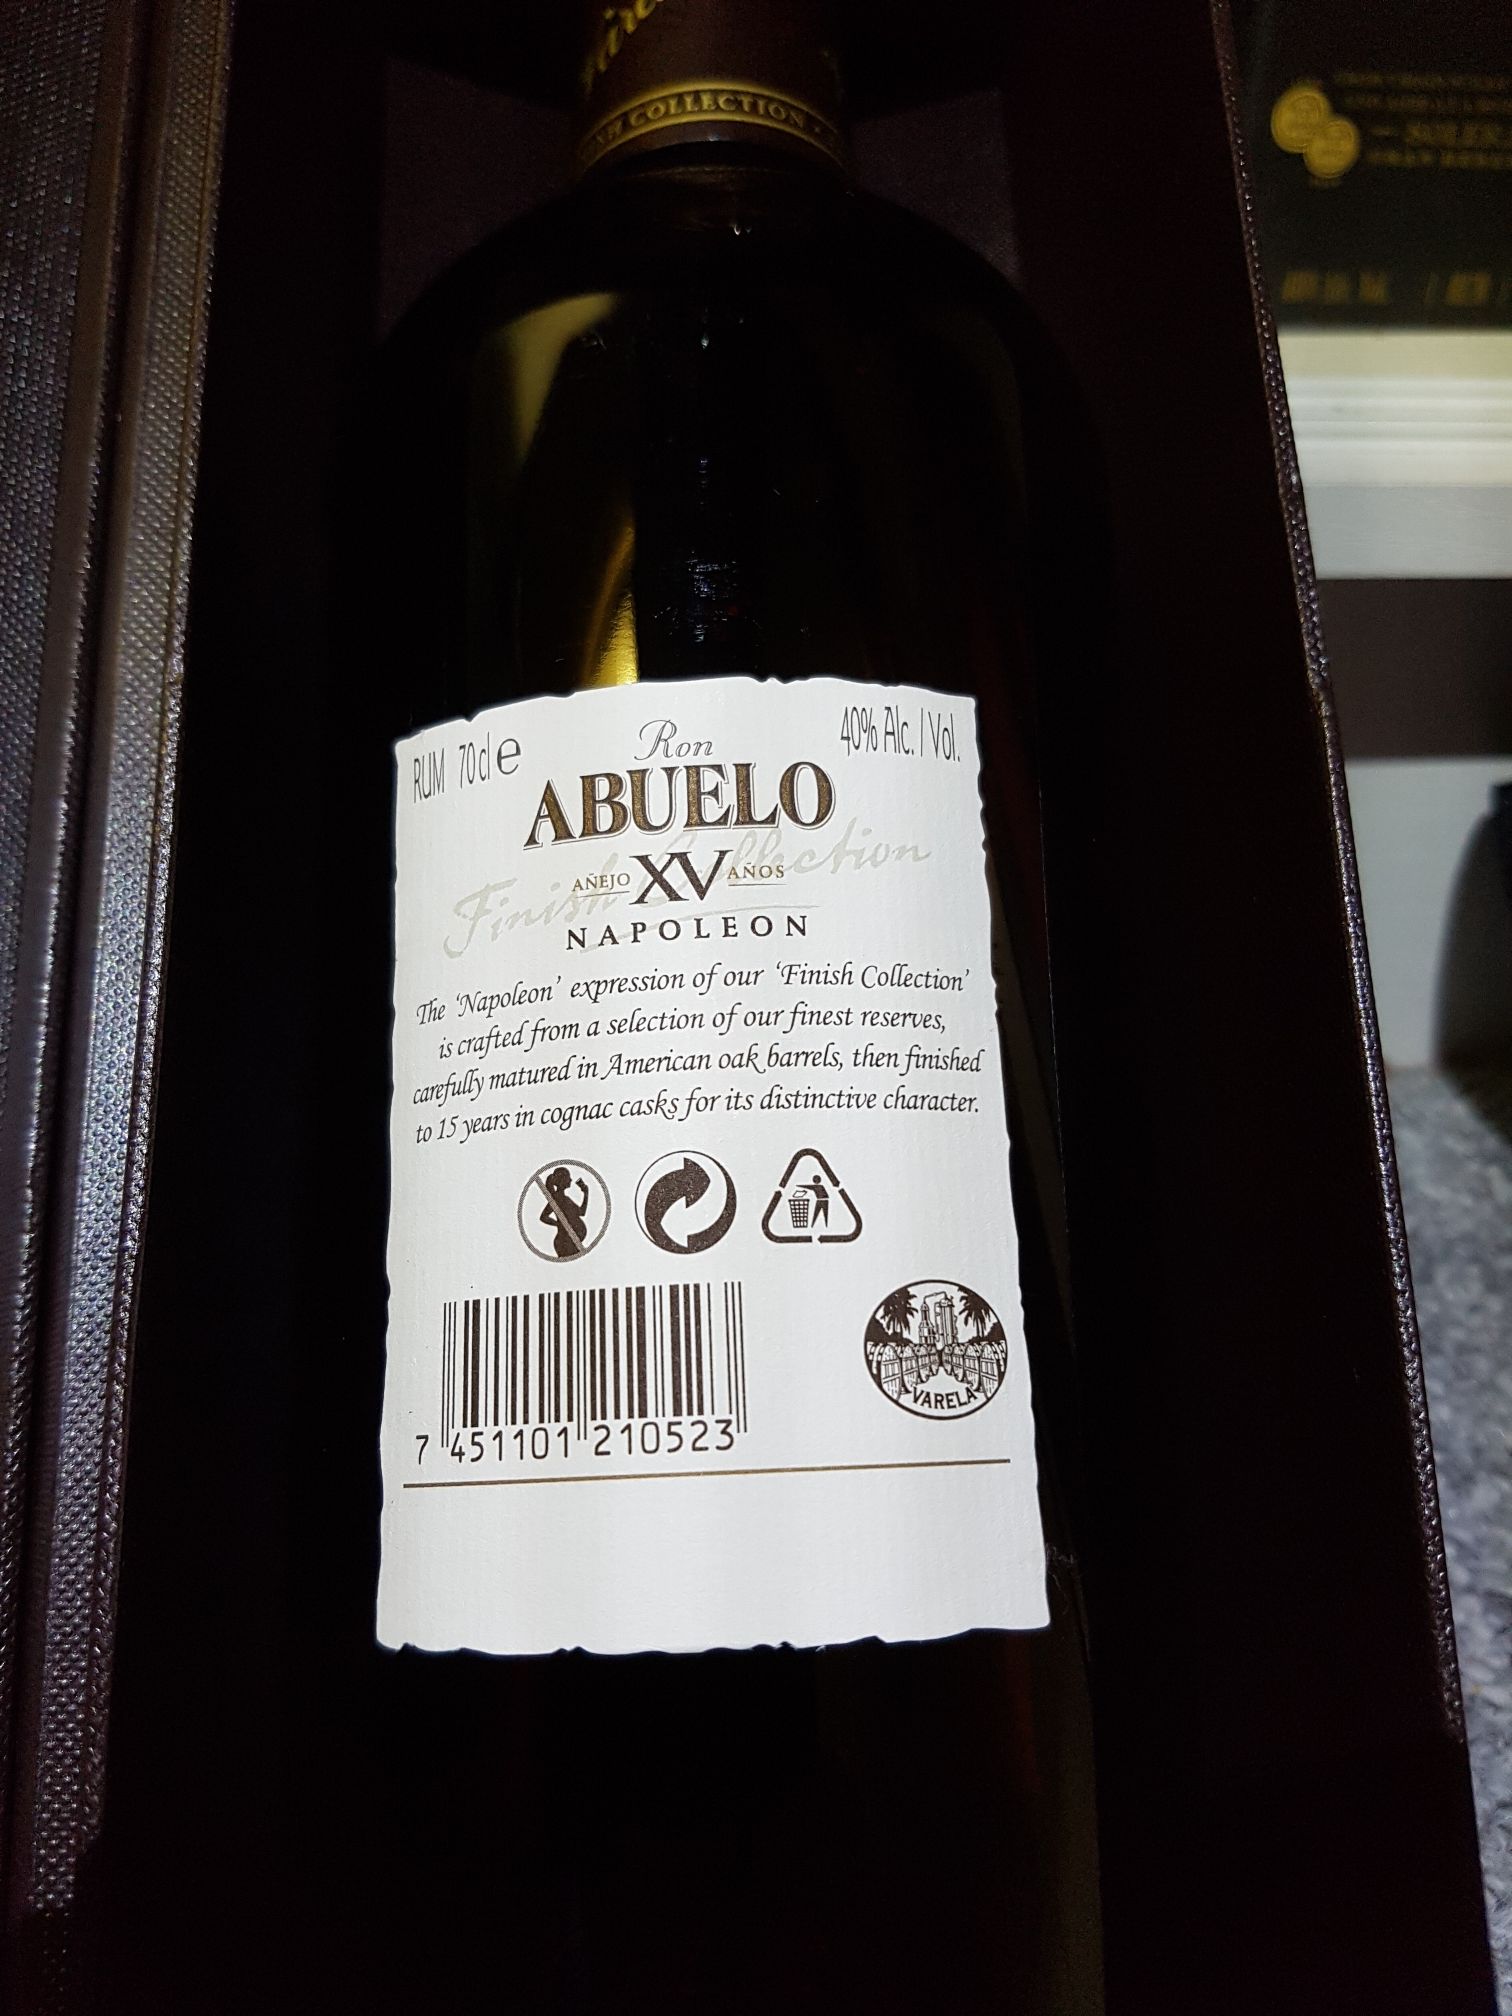 COLLECTION
RUM 70cl e
Ron
40% Alc. / Vol.
ABUELO
Finish Collection
AÑEJO XV AÑOS
NAPOLEON
The ‘Napoleon’ expression of our ‘Finish Collection’
is crafted from a selection of our finest reserves,
carefully matured in American oak barrels, then finished
to 15 years in cognac casks for its distinctive character.
VARELA
7 451101 210523